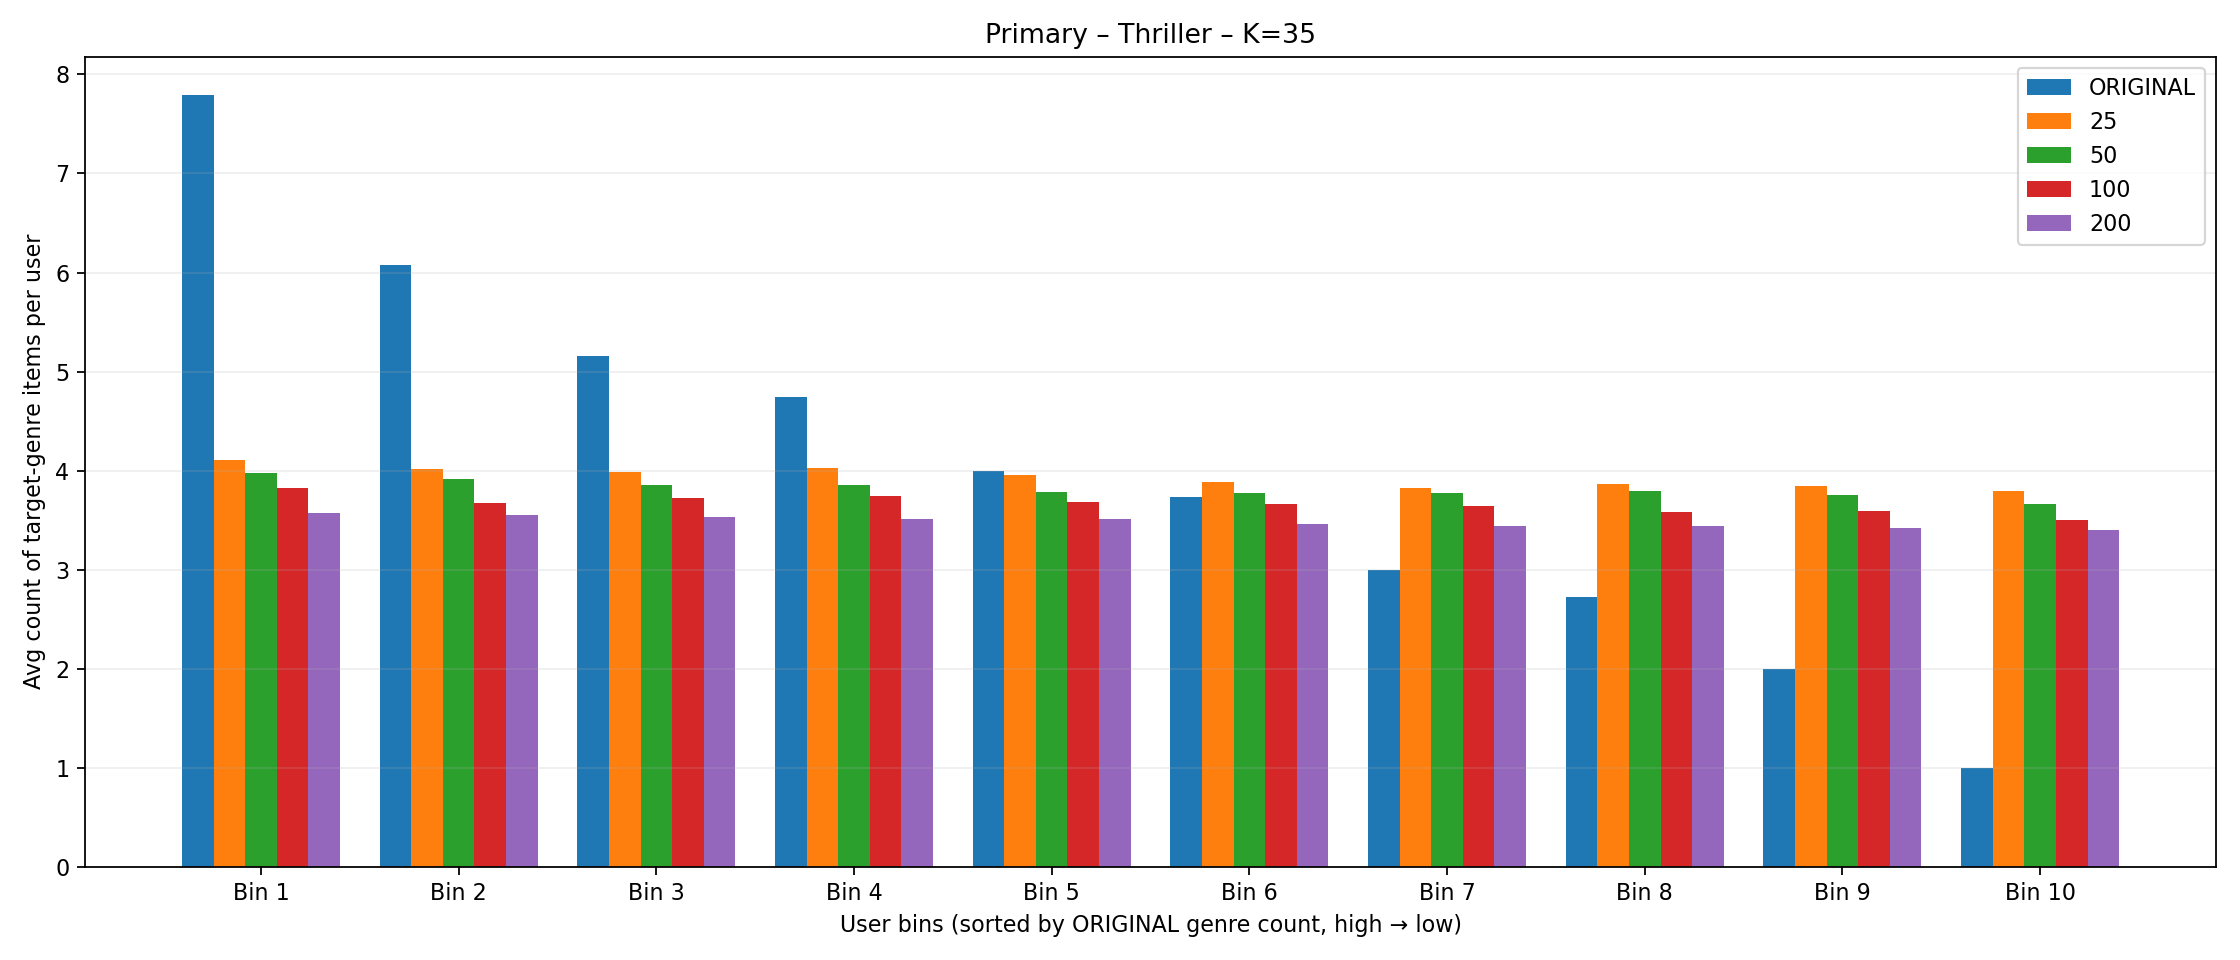 Primary – Thriller – K=35
ORIGINAL
25
50
100
200
Avg count of target-genre items per user
8
7
6
5
4
3
2
1
0
Bin 1 Bin 2 Bin 3 Bin 4 Bin 5 Bin 6 Bin 7 Bin 8 Bin 9 Bin 10
User bins (sorted by ORIGINAL genre count, high → low)